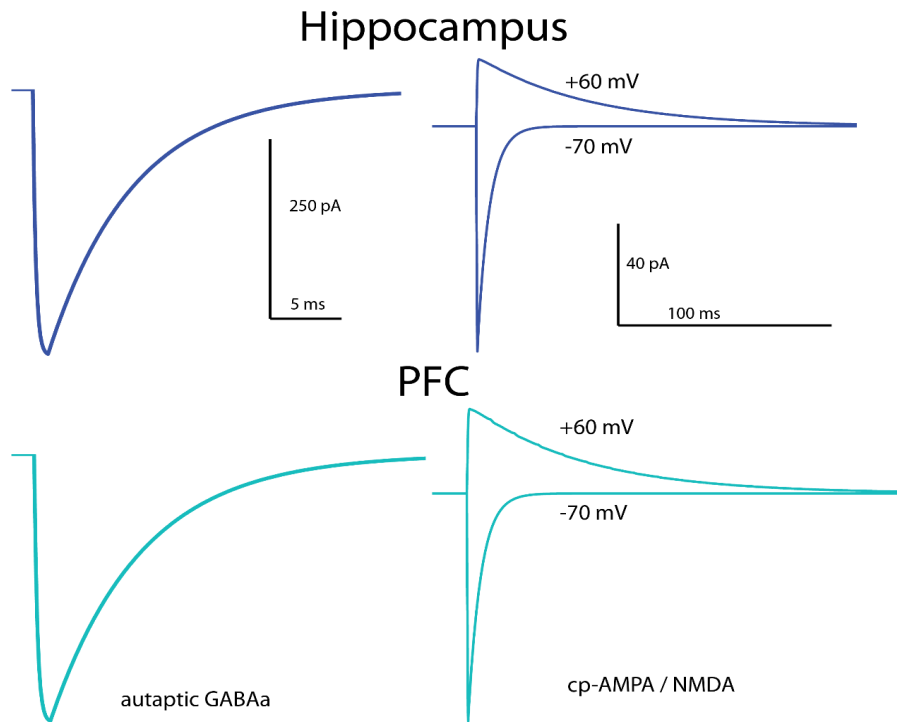 Hippocampus
+60 mV
-70 mV
250 pA
5 ms
40 pA
100 ms
PFC
+60 mV
-70 mV
autaptic GABAa
cp-AMPA / NMDA